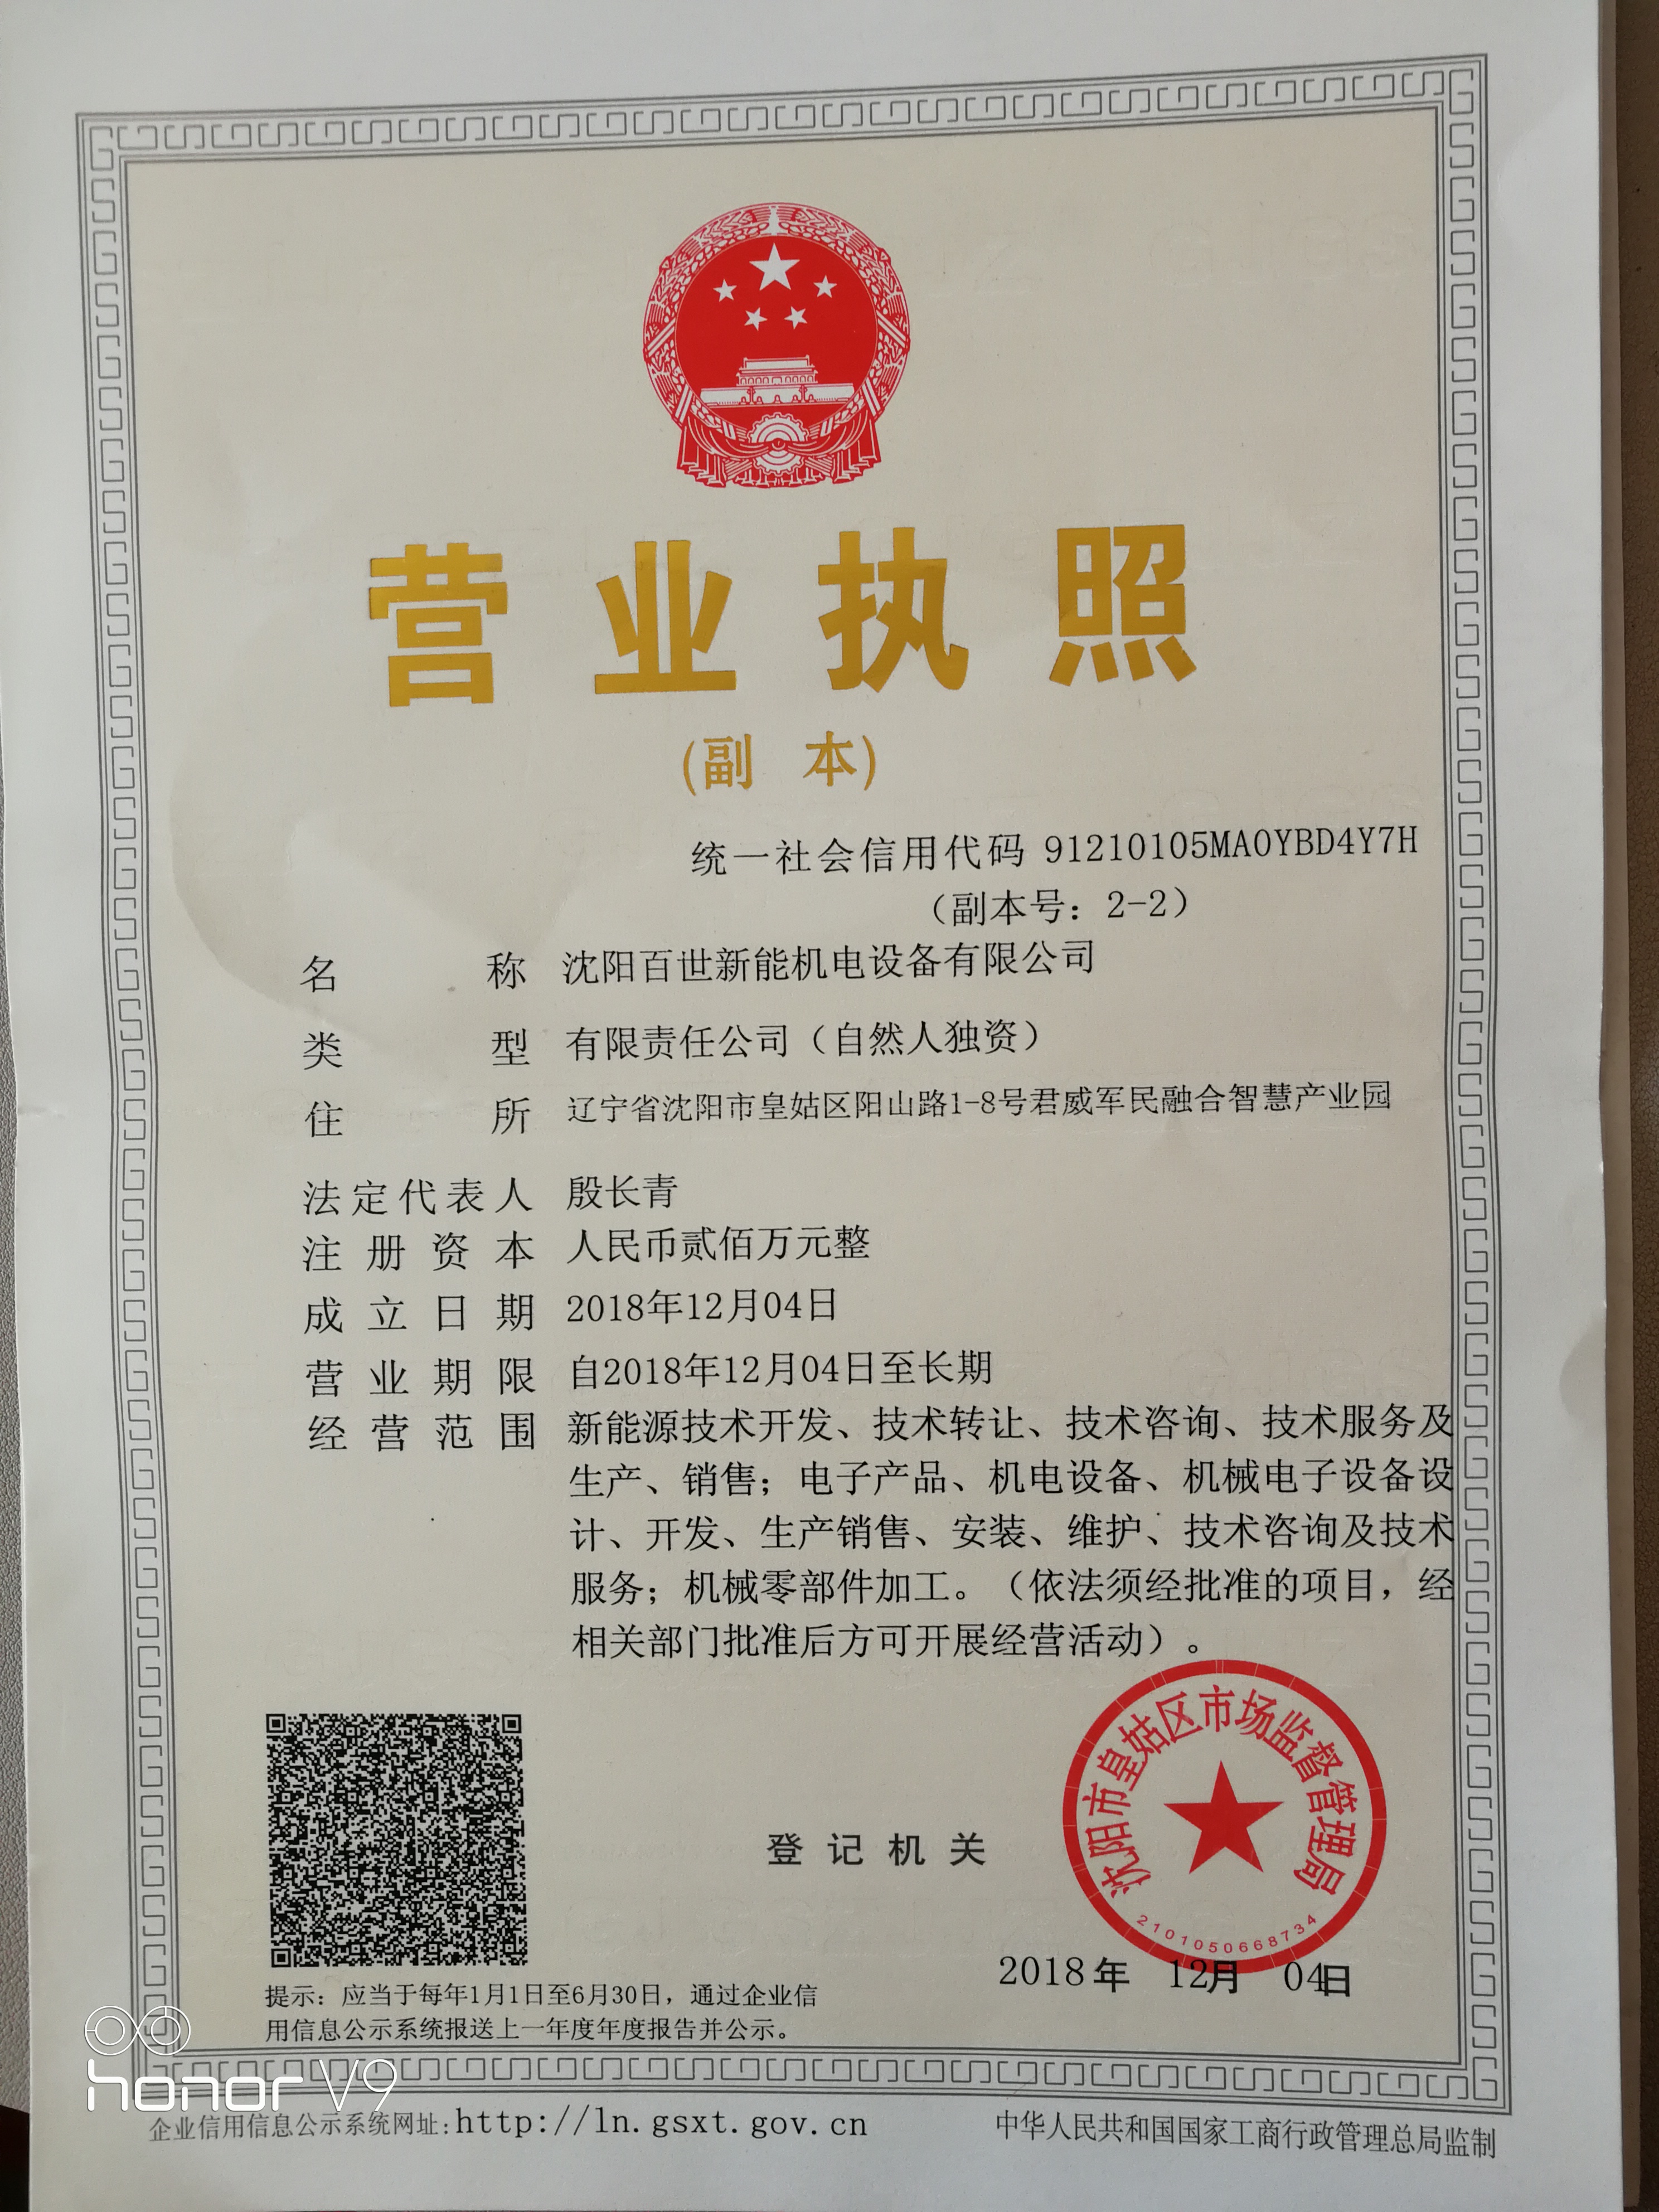 营业执照
(副 本)
统一社会信用代码 91210105MA0YBD4Y7H
（副本号：2-2）
名称 沈阳百世新能机电设备有限公司
类型 有限责任公司（自然人独资）
住所 辽宁省沈阳市皇姑区阳山路1-8号君威军民融合智慧产业园
法定代表人 殷长青
注册资本 人民币贰佰万元整
成立日期 2018年12月04日
营业期限 自2018年12月04日至长期
经营范围 新能源技术开发、技术转让、技术咨询、技术服务及
生产、销售；电子产品、机电设备、机械电子设备设
计、开发、生产销售、安装、维护、技术咨询及技术
服务；机械零部件加工。（依法须经批准的项目，经
相关部门批准后方可开展经营活动）。
沈阳市皇姑区市场监督管理局
2101050668734
登记机关
2018年 12月 04日
提示：应当于每年1月1日至6月30日，通过企业信
用信息公示系统报送上一年度年度报告并公示。
honor V9
企业信用信息公示系统网址:http://ln.gsxt.gov.cn
中华人民共和国国家工商行政管理总局监制